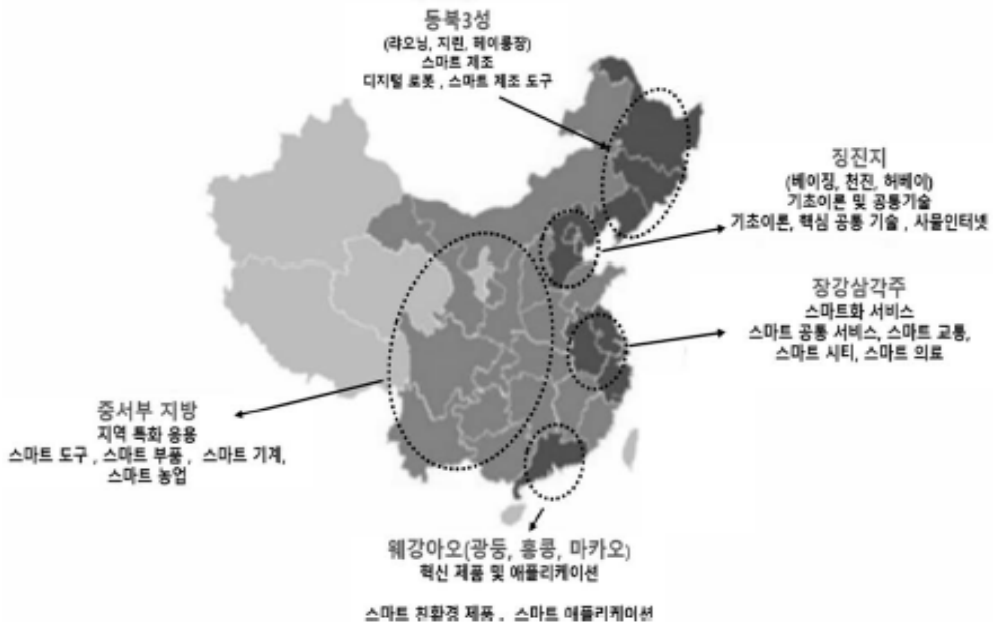 동북3성
(랴오닝, 지린, 헤이룽장)
스마트 제조
디지털 로봇 , 스마트 제조 도구
징진지
(베이징, 천진, 허베이)
기초이론 및 공통기술
기초이론, 핵심 공통 기술 , 사물인터넷
장강삼각주
스마트화 서비스
스마트 공통 서비스, 스마트 교통,
스마트 시티, 스마트 의료
중서부 지방
지역 특화 응용
스마트 도구 , 스마트 부품 , 스마트 기계,
스마트 농업
웨강아오(광둥, 홍콩, 마카오)
혁신 제품 및 애플리케이션
스마트 친환경 제품 , 스마트 애플리케이션